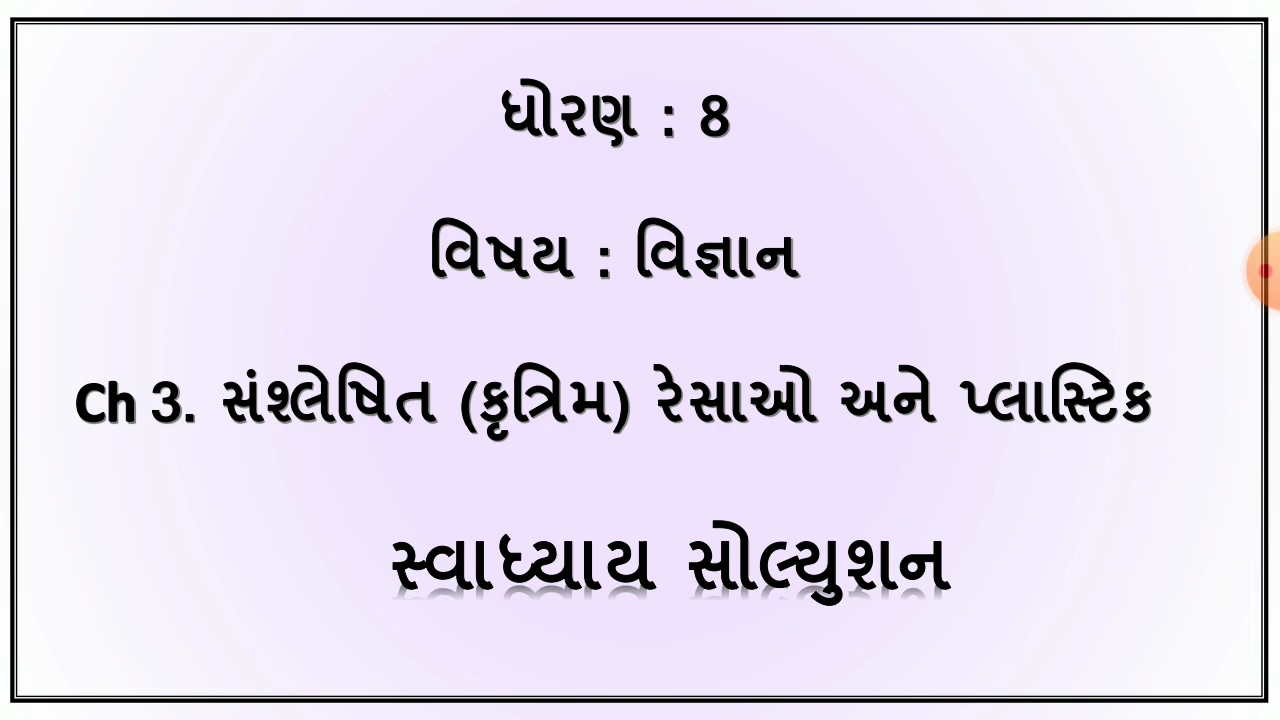 ધોરણ : 8
વિષય : વિજ્ઞાન
Ch 3. સંશ્લેષિત (કૃત્રિમ) રેસાઓ અને પ્લાસ્ટિક
સ્વાધ્યાય સોલ્યુશન